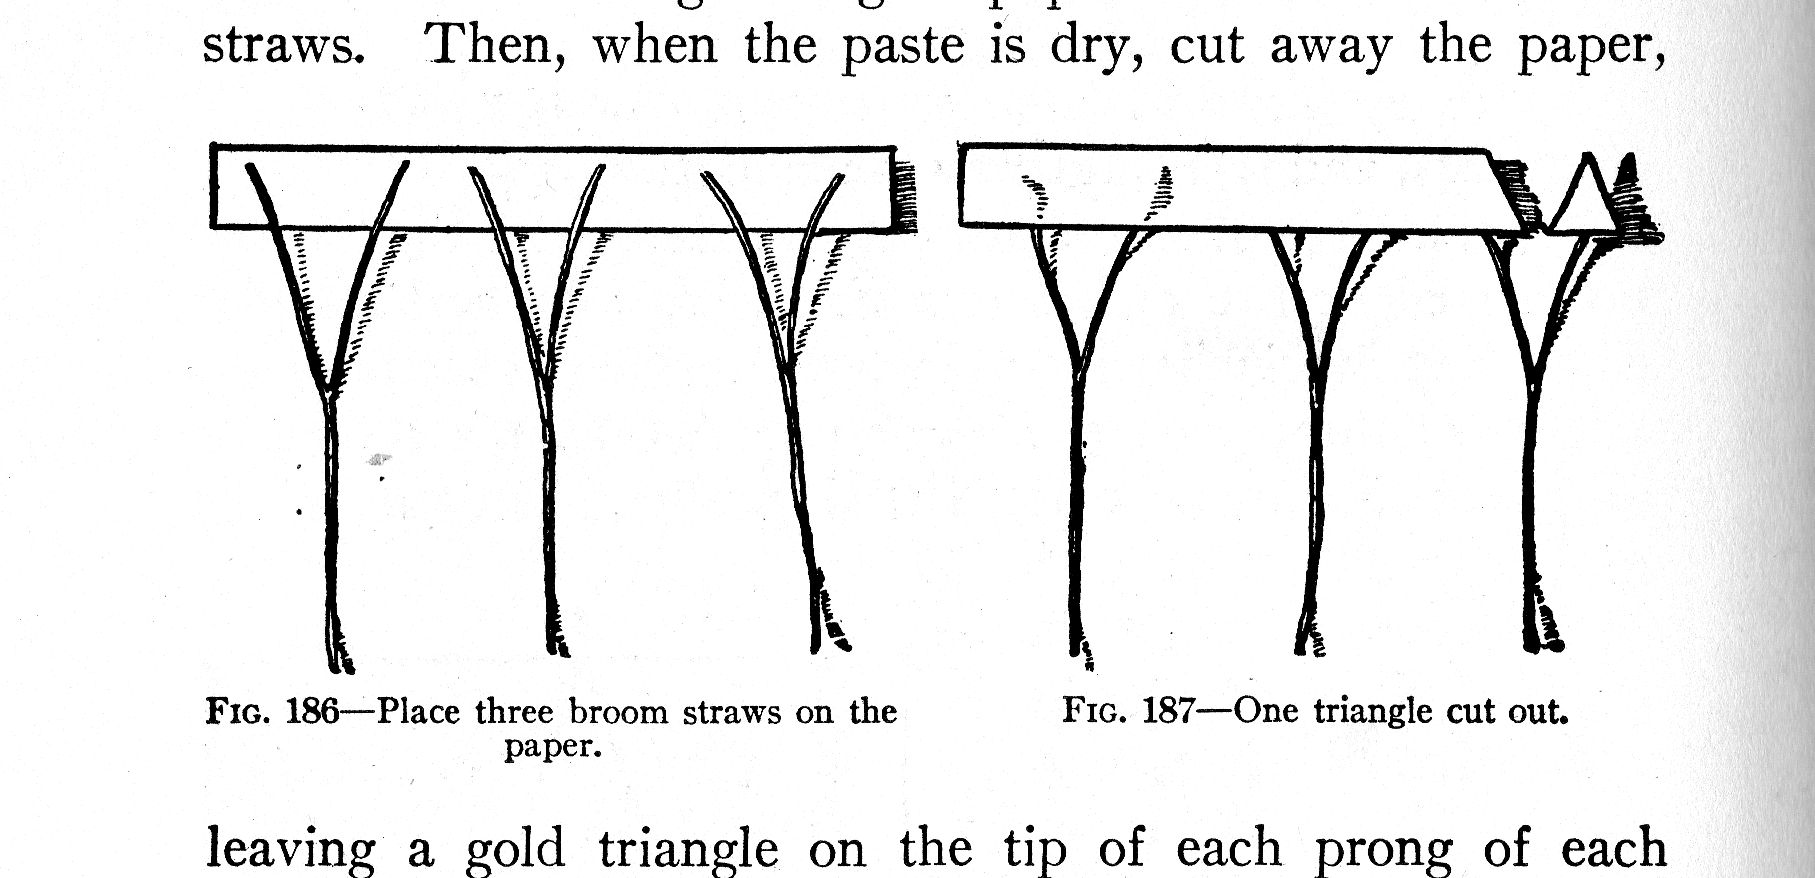 straws. Then, when the paste is dry, cut away the paper,
FIG. 186—Place three broom straws on the
paper.
FIG. 187—One triangle cut out.
leaving a gold triangle on the tip of each prong of each